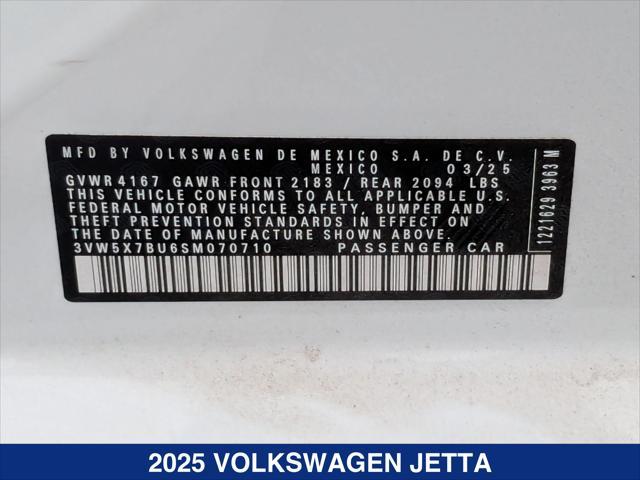 MFD BY VOLKSWAGEN DE MEXICO S.A. DE C.V.
MEXICO 03/25
GVWR 4167 GAWR FRONT 2183 / REAR 2094 LBS
THIS VEHICLE CONFORMS TO ALL APPLICABLE U.S.
FEDERAL MOTOR VEHICLE SAFETY, BUMPER AND
THEFT PREVENTION STANDARDS IN EFFECT ON
THE DATE OF MANUFACTURE SHOWN ABOVE.
3VW5X7BU6SM070710 PASSENGER CAR
1221629 3963 M
2025 VOLKSWAGEN JETTA